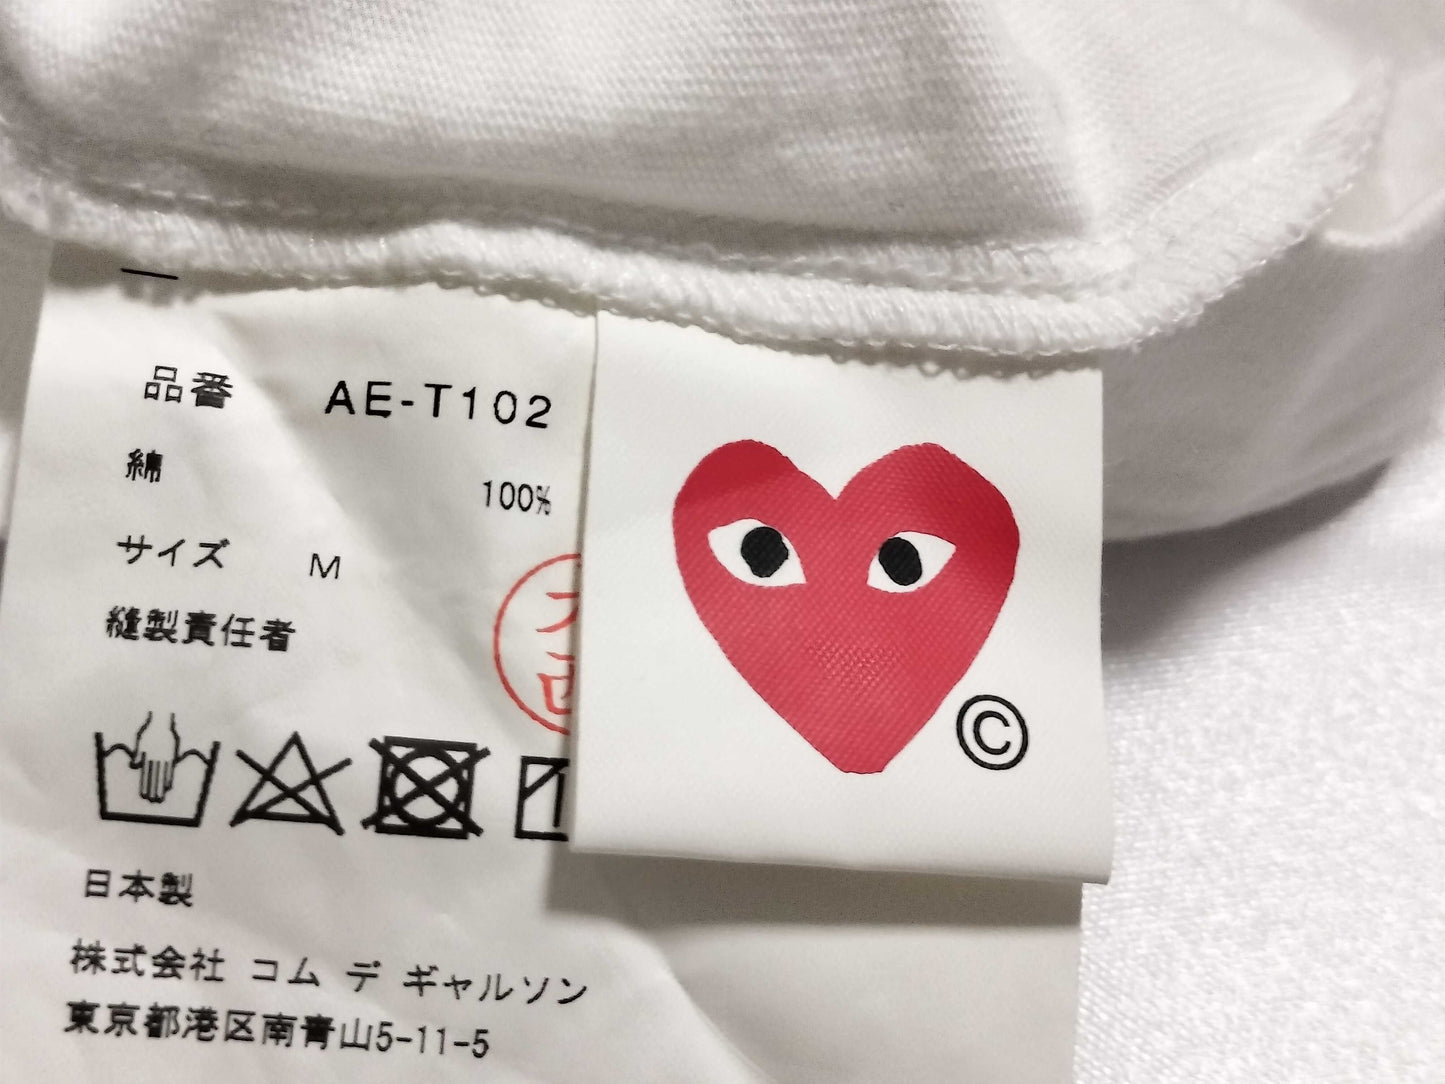 品番 AE-T102
綿 100%
サイズ M
縫製責任者
日本製
株式会社 コム デ ギャルソン
東京都港区南青山5-11-5
©